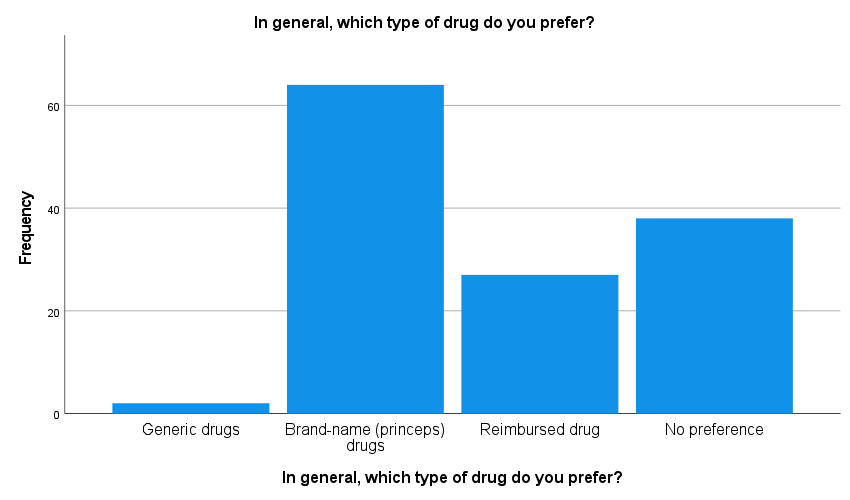 In general, which type of drug do you prefer?
Frequency
60
40
20
0
Generic drugs
Brand-name (princeps)
drugs
Reimbursed drug
No preference
In general, which type of drug do you prefer?